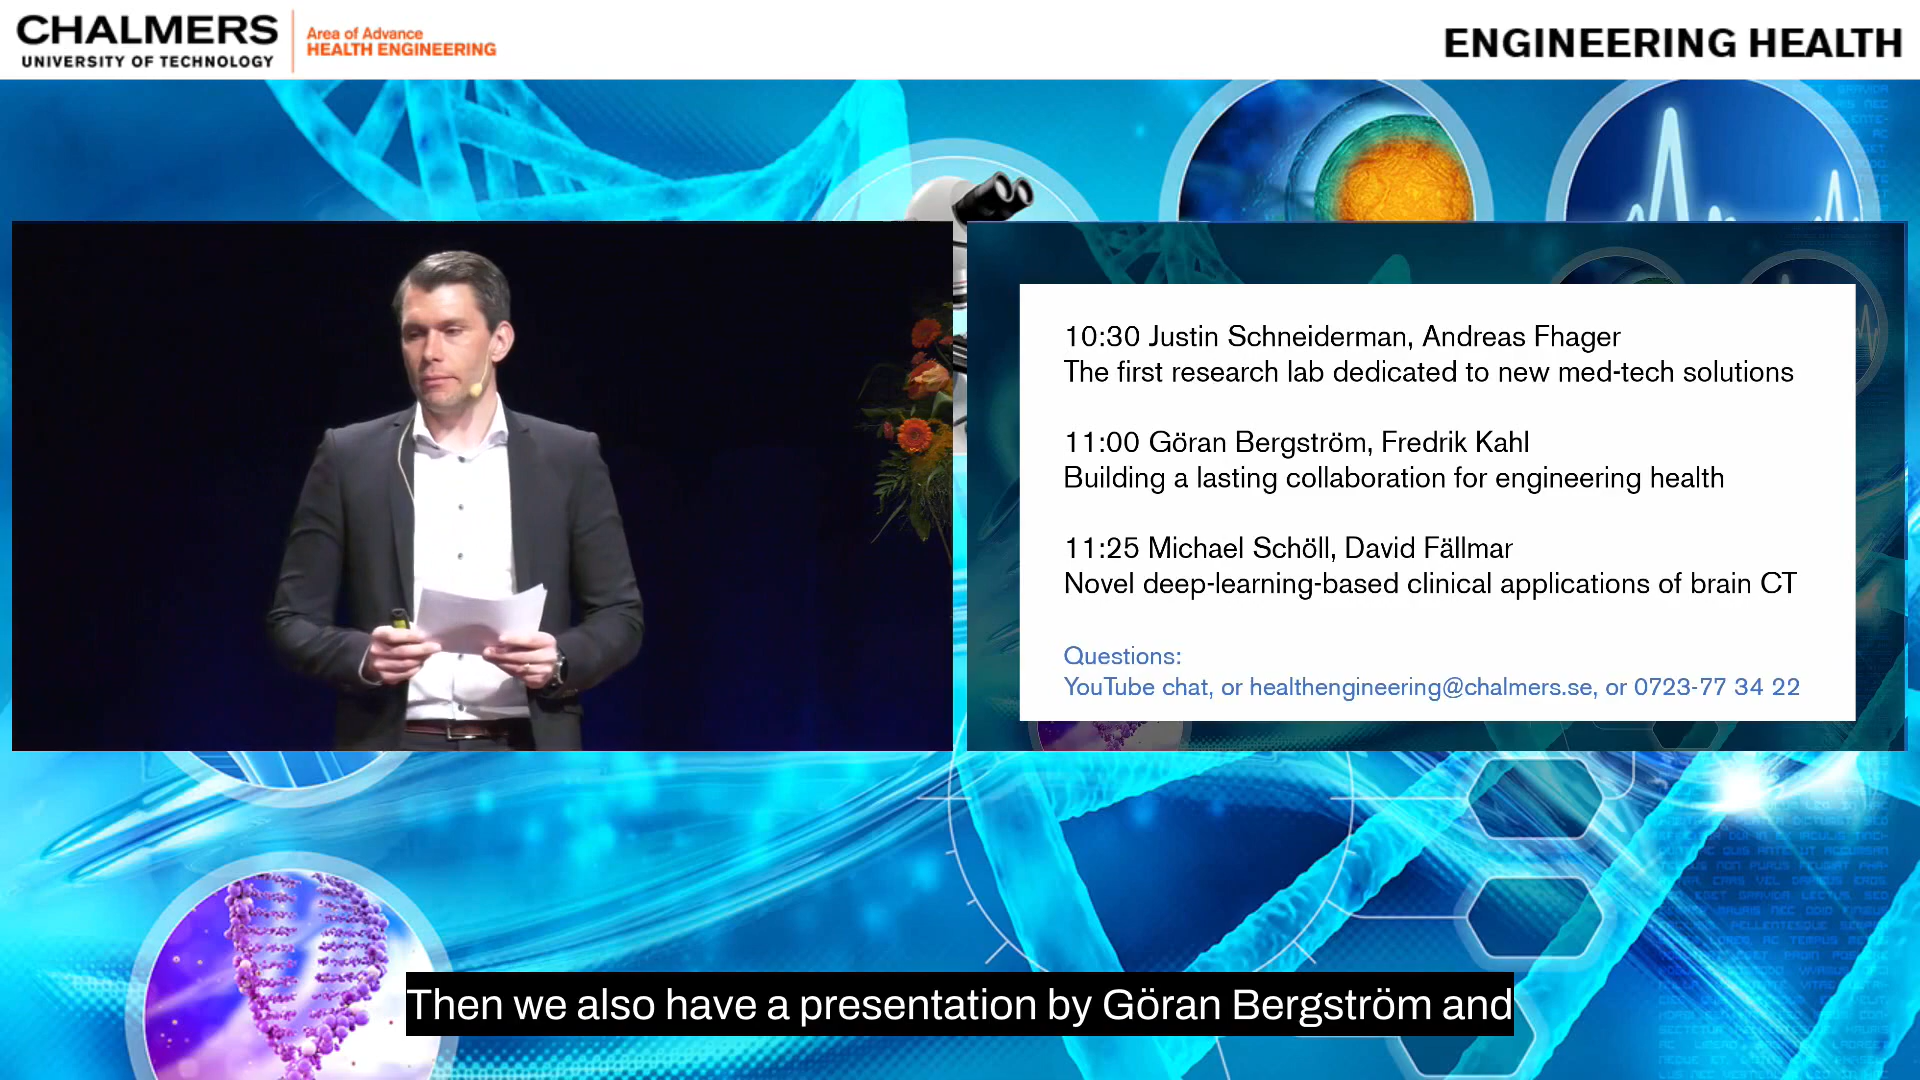 CHALMERS
UNIVERSITY OF TECHNOLOGY
Area of Advance
HEALTH ENGINEERING
ENGINEERING HEALTH
10:30 Justin Schneiderman, Andreas Fhager
The first research lab dedicated to new med-tech solutions
11:00 Göran Bergström, Fredrik Kahl
Building a lasting collaboration for engineering health
11:25 Michael Schöll, David Fällmar
Novel deep-learning-based clinical applications of brain CT
Questions:
YouTube chat, or healthengineering@chalmers.se, or 0723-77 34 22
Then we also have a presentation by Göran Bergström and